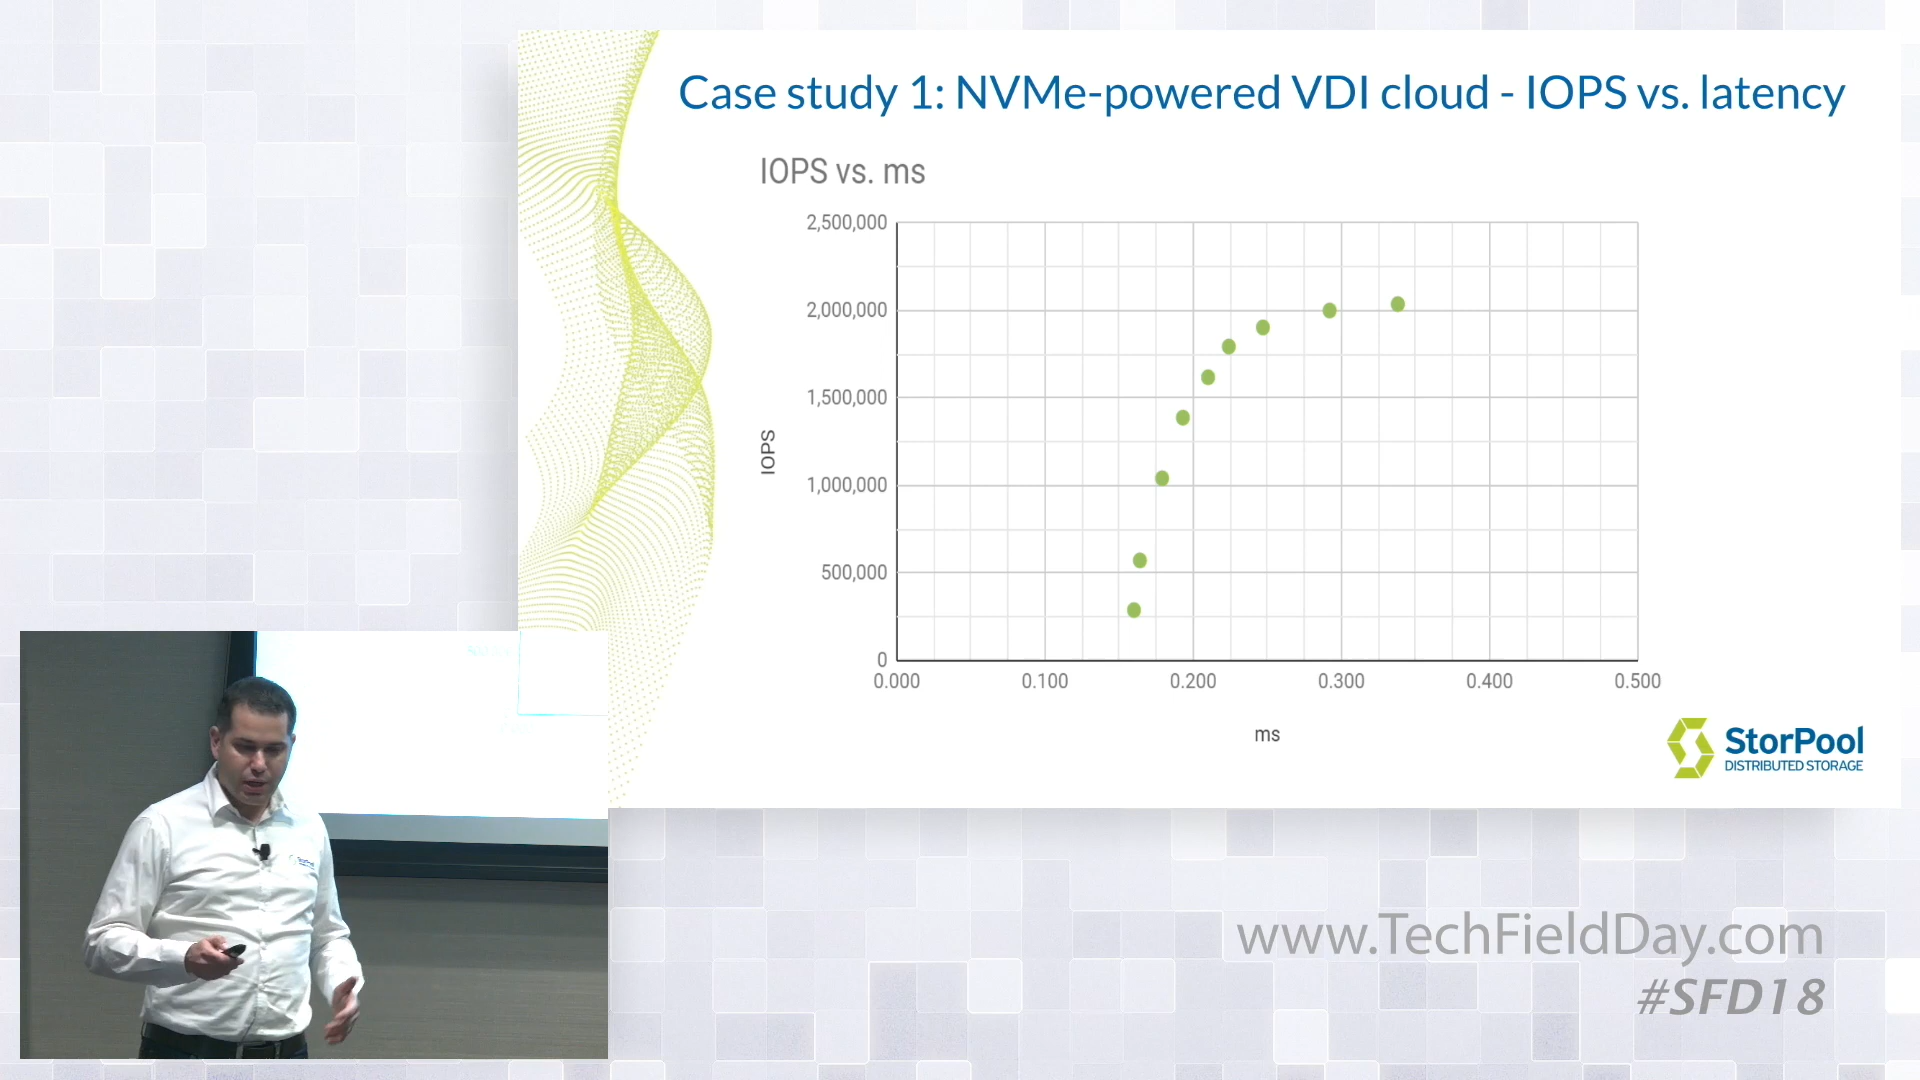 Case study 1: NVMe-powered VDI cloud - IOPS vs. latency
IOPS vs. ms
2,500,000
2,000,000
1,500,000
1,000,000
500,000
0
IOPS
0.000 0.100 0.200 0.300 0.400 0.500
ms
StorPool
DISTRIBUTED STORAGE
StorPool
www.TechFieldDay.com
#SFD18